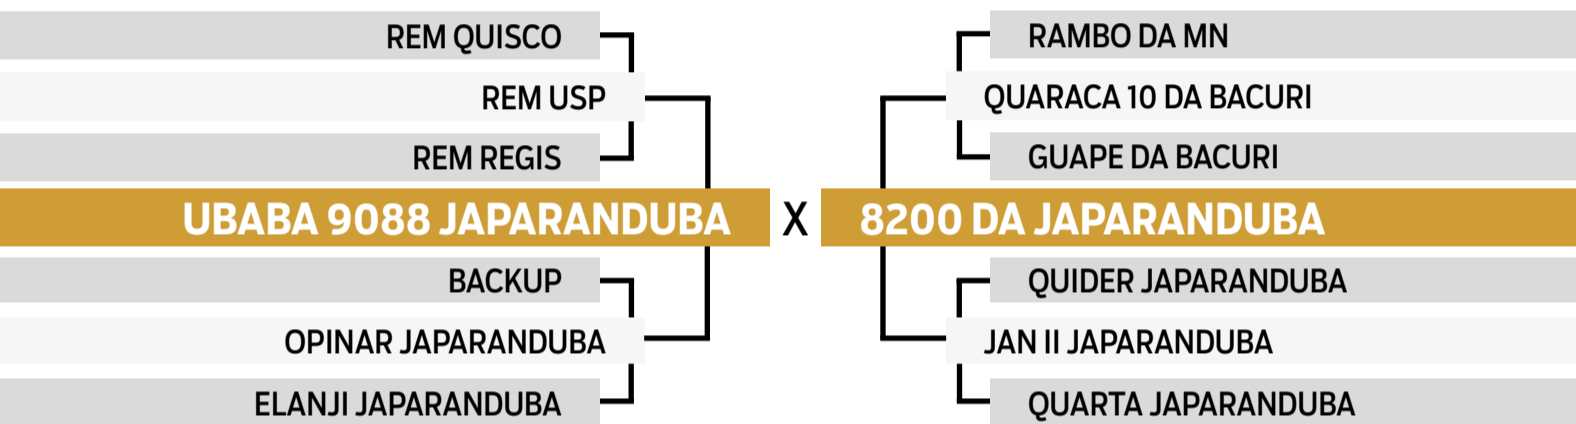 REM QUISCO
REM USP
REM REGIS
UBABA 9088 JAPARANDUBA
BACKUP
OPINAR JAPARANDUBA
ELANJI JAPARANDUBA
X
RAMBO DA MN
QUARACA 10 DA BACURI
GUAPE DA BACURI
8200 DA JAPARANDUBA
QUIDER JAPARANDUBA
JAN II JAPARANDUBA
QUARTA JAPARANDUBA